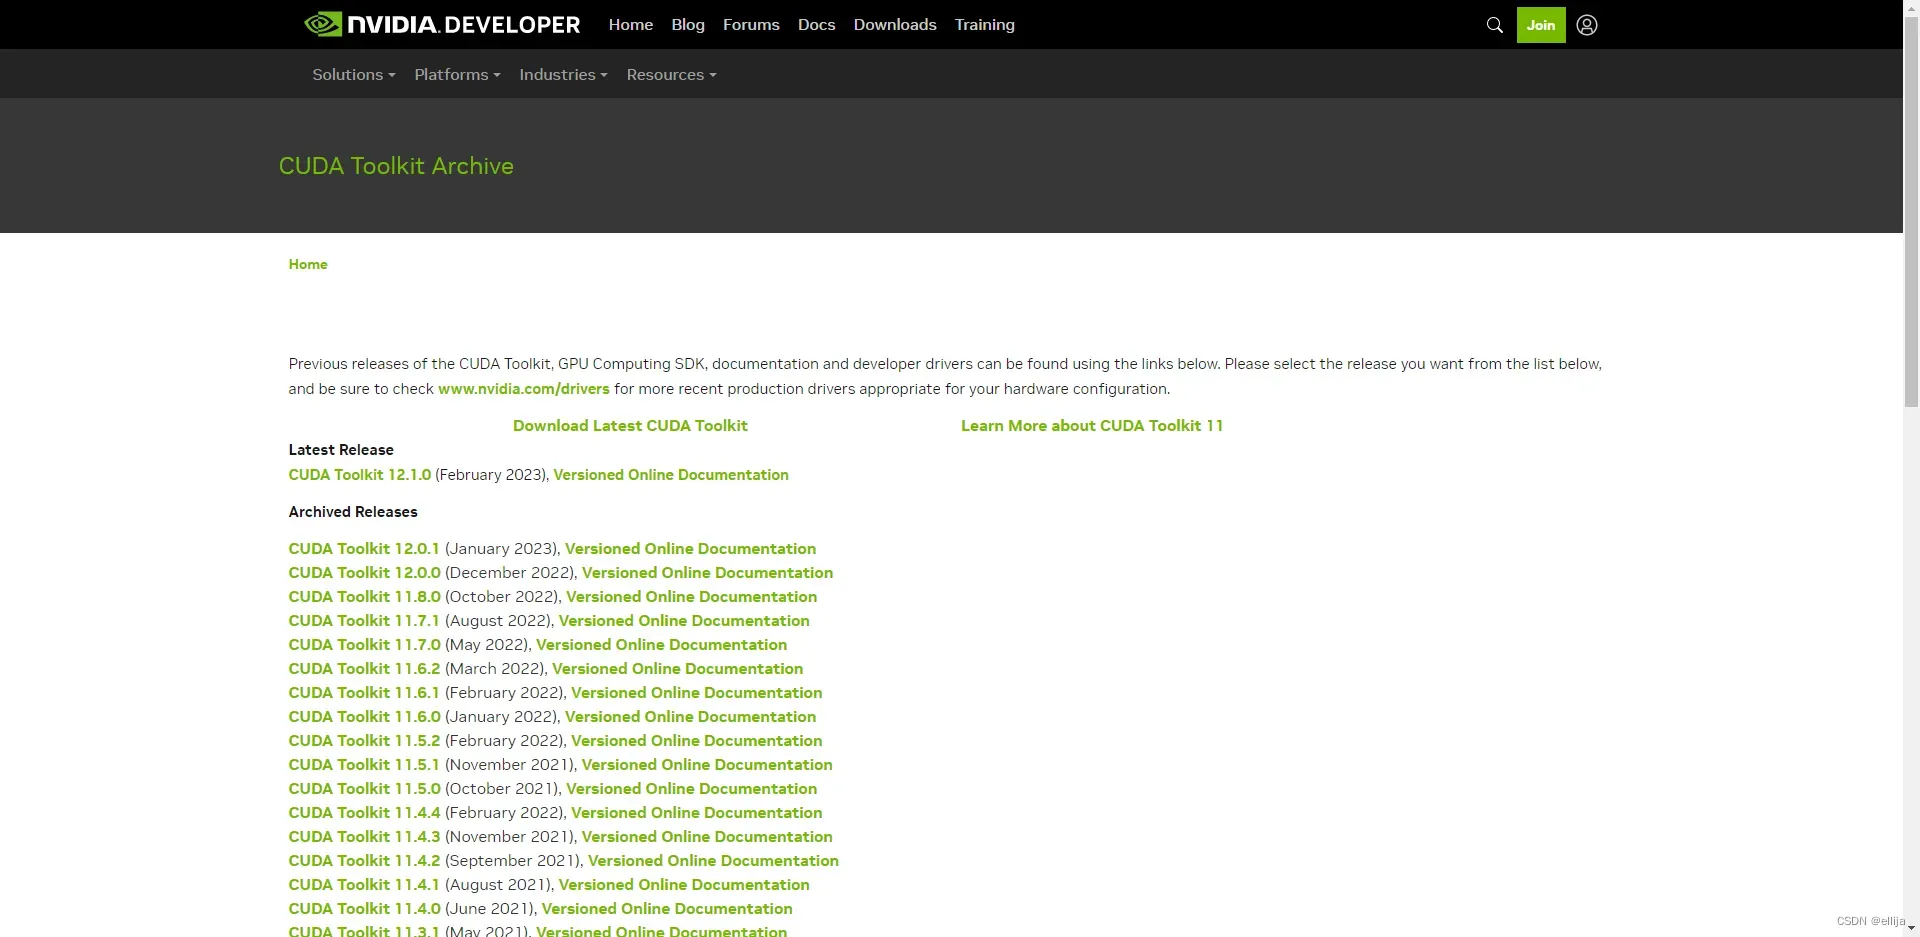 NVIDIA. DEVELOPER Home Blog Forums Docs Downloads Training Join
Solutions Platforms Industries Resources
CUDA Toolkit Archive
Home
Previous releases of the CUDA Toolkit, GPU Computing SDK, documentation and developer drivers can be found using the links below. Please select the release you want from the list below,
and be sure to check www.nvidia.com/drivers for more recent production drivers appropriate for your hardware configuration.
Download Latest CUDA Toolkit Learn More about CUDA Toolkit 11
Latest Release
CUDA Toolkit 12.1.0 (February 2023), Versioned Online Documentation
Archived Releases
CUDA Toolkit 12.0.1 (January 2023), Versioned Online Documentation
CUDA Toolkit 12.0.0 (December 2022), Versioned Online Documentation
CUDA Toolkit 11.8.0 (October 2022), Versioned Online Documentation
CUDA Toolkit 11.7.1 (August 2022), Versioned Online Documentation
CUDA Toolkit 11.7.0 (May 2022), Versioned Online Documentation
CUDA Toolkit 11.6.2 (March 2022), Versioned Online Documentation
CUDA Toolkit 11.6.1 (February 2022), Versioned Online Documentation
CUDA Toolkit 11.6.0 (January 2022), Versioned Online Documentation
CUDA Toolkit 11.5.2 (February 2022), Versioned Online Documentation
CUDA Toolkit 11.5.1 (November 2021), Versioned Online Documentation
CUDA Toolkit 11.5.0 (October 2021), Versioned Online Documentation
CUDA Toolkit 11.4.4 (February 2022), Versioned Online Documentation
CUDA Toolkit 11.4.3 (November 2021), Versioned Online Documentation
CUDA Toolkit 11.4.2 (September 2021), Versioned Online Documentation
CUDA Toolkit 11.4.1 (August 2021), Versioned Online Documentation
CUDA Toolkit 11.4.0 (June 2021), Versioned Online Documentation
CUDA Toolkit 11.3.1 (May 2021), Versioned Online Documentation
CSDN @ellija